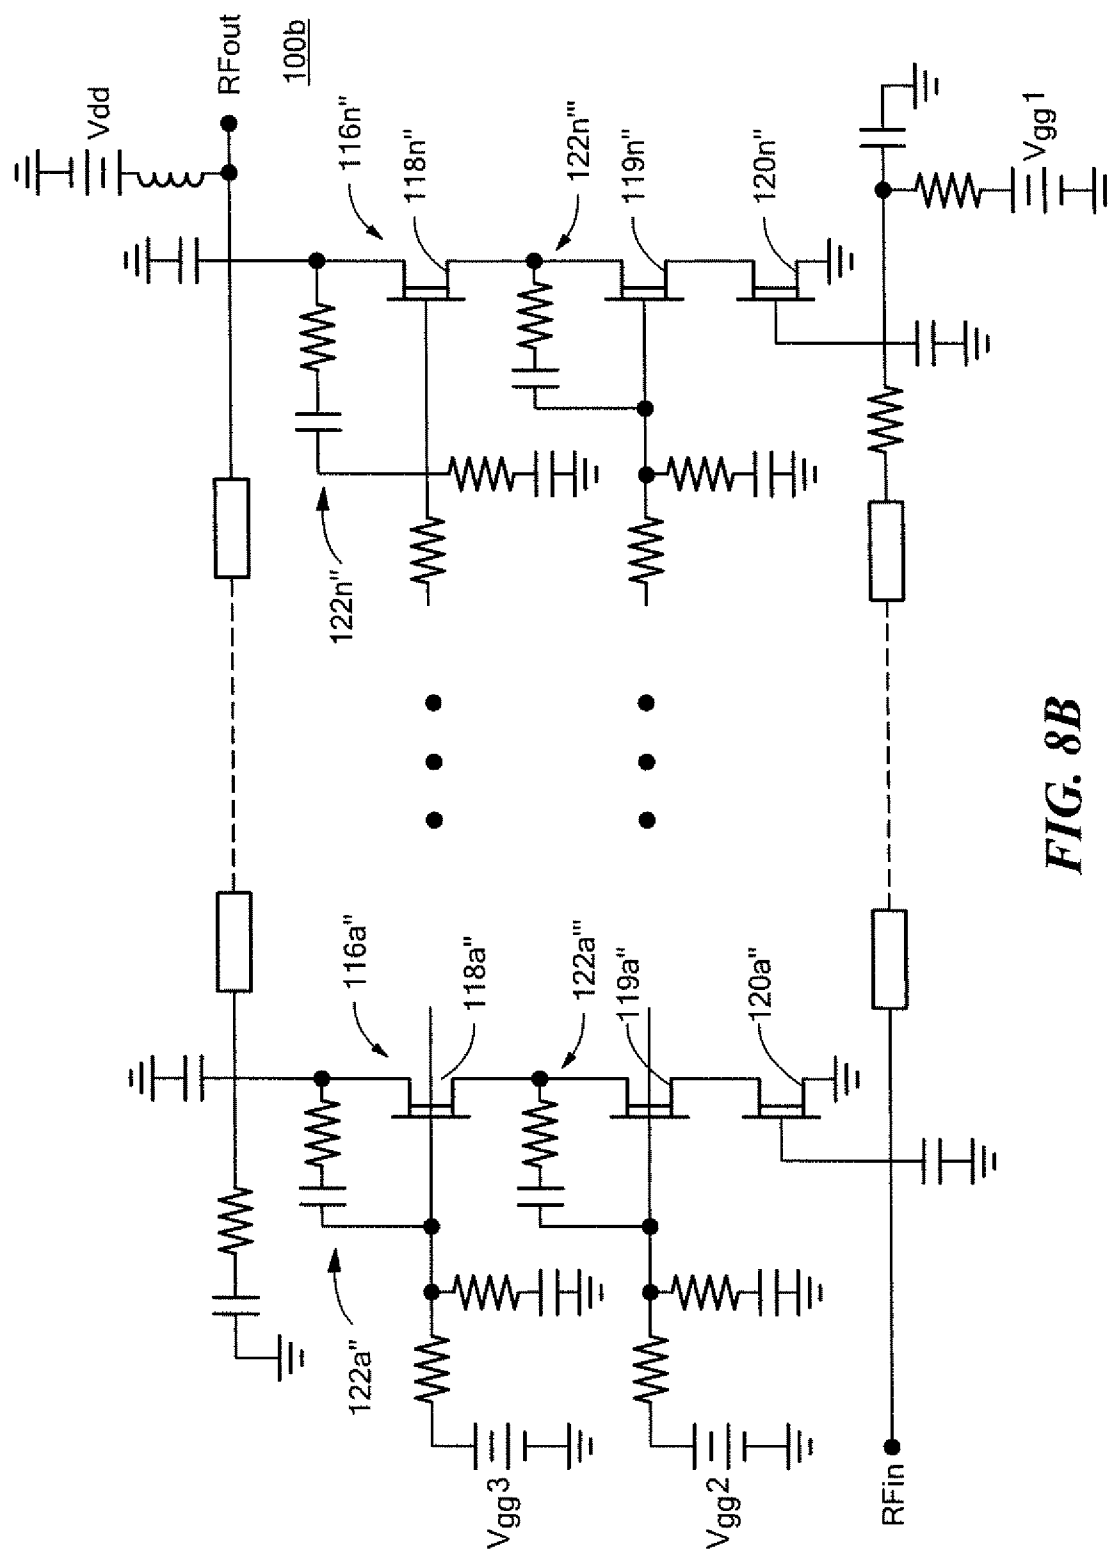 Vdd
RFout
100b
116n"
118n"
122n'''
119n"
120n"
Vgg1
122n"
116a"
118a"
122a'''
119a"
120a"
122a"
Vgg3
Vgg2
RFin
FIG. 8B